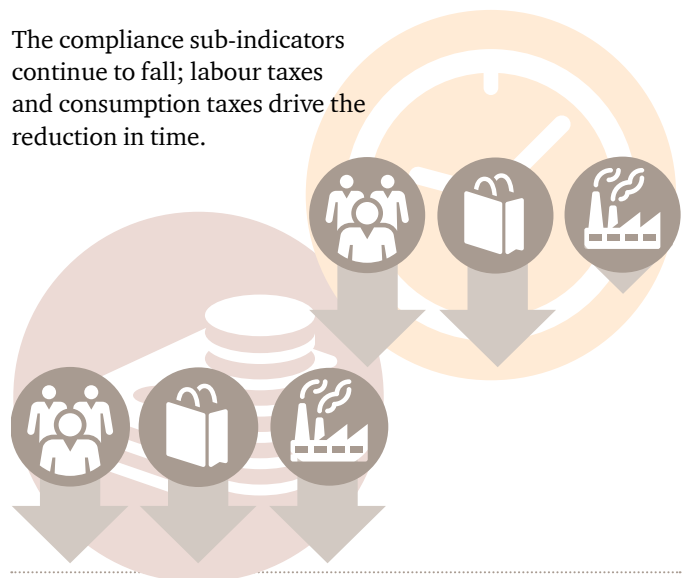 The compliance sub-indicators
continue to fall; labour taxes
and consumption taxes drive the
reduction in time.